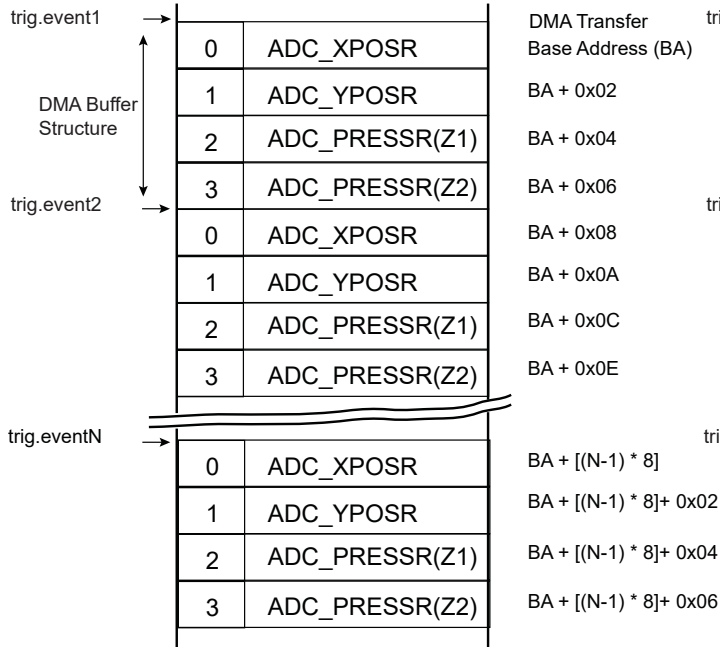 trig.event1
DMA Transfer
tri
0 ADC_XPOSR Base Address (BA)
1 ADC_YPOSR BA + 0x02
DMA Buffer
Structure
2 ADC_PRESSR(Z1) BA + 0x04
3 ADC_PRESSR(Z2) BA + 0x06
trig.event2
tri
0 ADC_XPOSR BA + 0x08
1 ADC_YPOSR BA + 0x0A
2 ADC_PRESSR(Z1) BA + 0x0C
3 ADC_PRESSR(Z2) BA + 0x0E
trig.eventN
tri
0 ADC_XPOSR BA + [(N-1) * 8]
1 ADC_YPOSR BA + [(N-1) * 8]+ 0x02
2 ADC_PRESSR(Z1) BA + [(N-1) * 8]+ 0x04
3 ADC_PRESSR(Z2) BA + [(N-1) * 8]+ 0x06